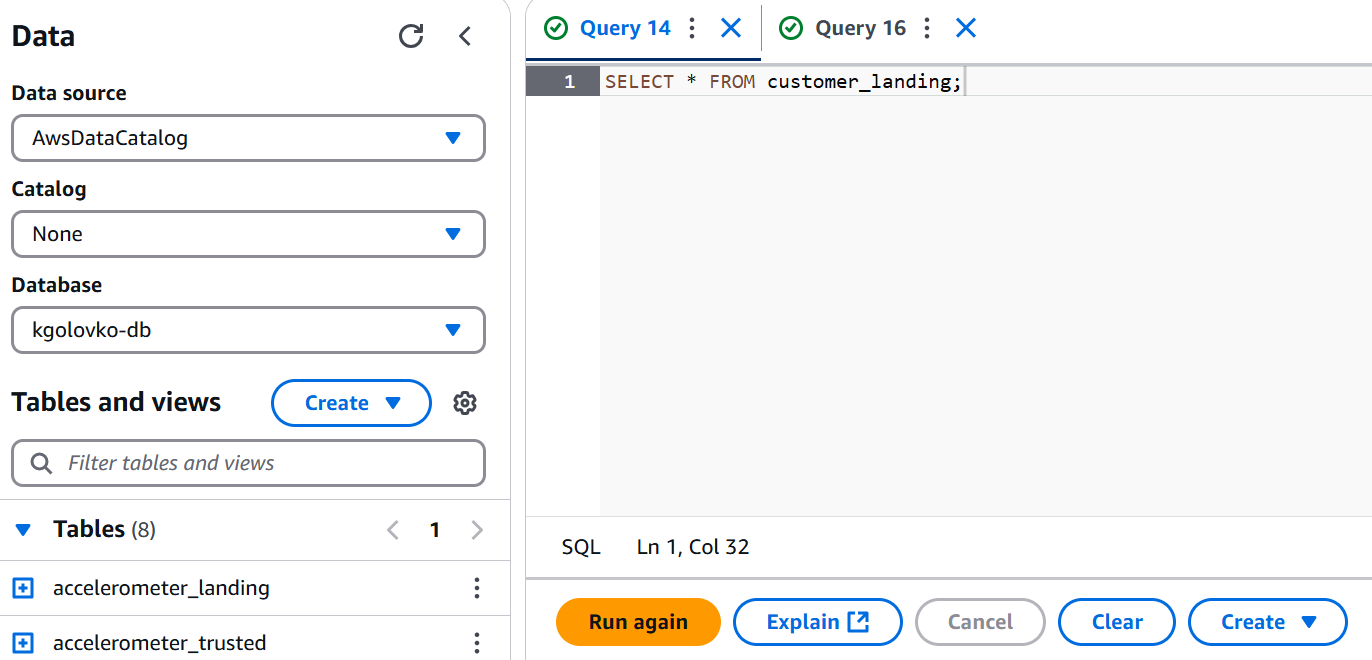 Data
Data source
AwsDataCatalog
Catalog
None
Database
kgolovko-db
Tables and views
Create
Filter tables and views
Tables (8)
1
accelerometer_landing
accelerometer_trusted
Query 14
Query 16
1 SELECT * FROM customer_landing;
SQL Ln 1, Col 32
Run again Explain Cancel Clear Create